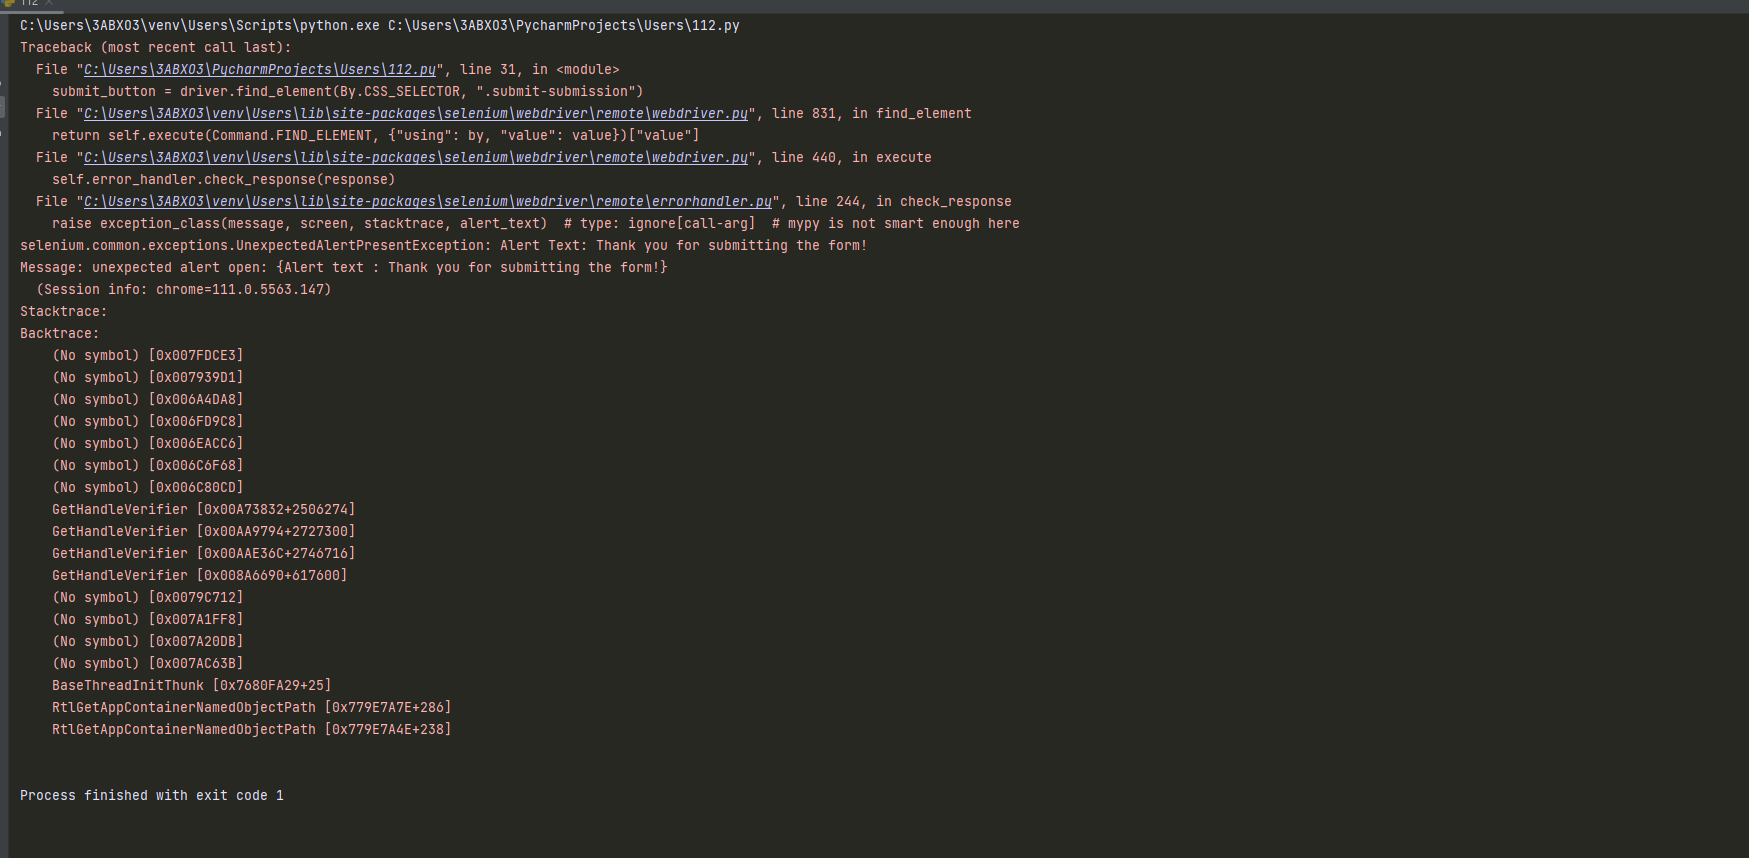 112
C:\Users\3ABXO3\venv\Users\Scripts\python.exe C:\Users\3ABXO3\PycharmProjects\Users\112.py
Traceback (most recent call last):
  File "C:\Users\3ABXO3\PycharmProjects\Users\112.py", line 31, in <module>
    submit_button = driver.find_element(By.CSS_SELECTOR, ".submit-submission")
  File "C:\Users\3ABXO3\venv\Users\lib\site-packages\selenium\webdriver\remote\webdriver.py", line 831, in find_element
    return self.execute(Command.FIND_ELEMENT, {"using": by, "value": value})["value"]
  File "C:\Users\3ABXO3\venv\Users\lib\site-packages\selenium\webdriver\remote\webdriver.py", line 440, in execute
    self.error_handler.check_response(response)
  File "C:\Users\3ABXO3\venv\Users\lib\site-packages\selenium\webdriver\remote\errorhandler.py", line 244, in check_response
    raise exception_class(message, screen, stacktrace, alert_text)  # type: ignore[call-arg]  # mypy is not smart enough here
selenium.common.exceptions.UnexpectedAlertPresentException: Alert Text: Thank you for submitting the form!
Message: unexpected alert open: {Alert text : Thank you for submitting the form!}
  (Session info: chrome=111.0.5563.147)
Stacktrace:
Backtrace:
    (No symbol) [0x007FDCE3]
    (No symbol) [0x007939D1]
    (No symbol) [0x006A4DA8]
    (No symbol) [0x006FD9C8]
    (No symbol) [0x006EACC6]
    (No symbol) [0x006C6F68]
    (No symbol) [0x006C80CD]
    GetHandleVerifier [0x00A73832+2506274]
    GetHandleVerifier [0x00AA9794+2727300]
    GetHandleVerifier [0x00AAE36C+2746716]
    GetHandleVerifier [0x008A6690+617600]
    (No symbol) [0x0079C712]
    (No symbol) [0x007A1FF8]
    (No symbol) [0x007A20DB]
    (No symbol) [0x007AC63B]
    BaseThreadInitThunk [0x7680FA29+25]
    RtlGetAppContainerNamedObjectPath [0x779E7A7E+286]
    RtlGetAppContainerNamedObjectPath [0x779E7A4E+238]
Process finished with exit code 1